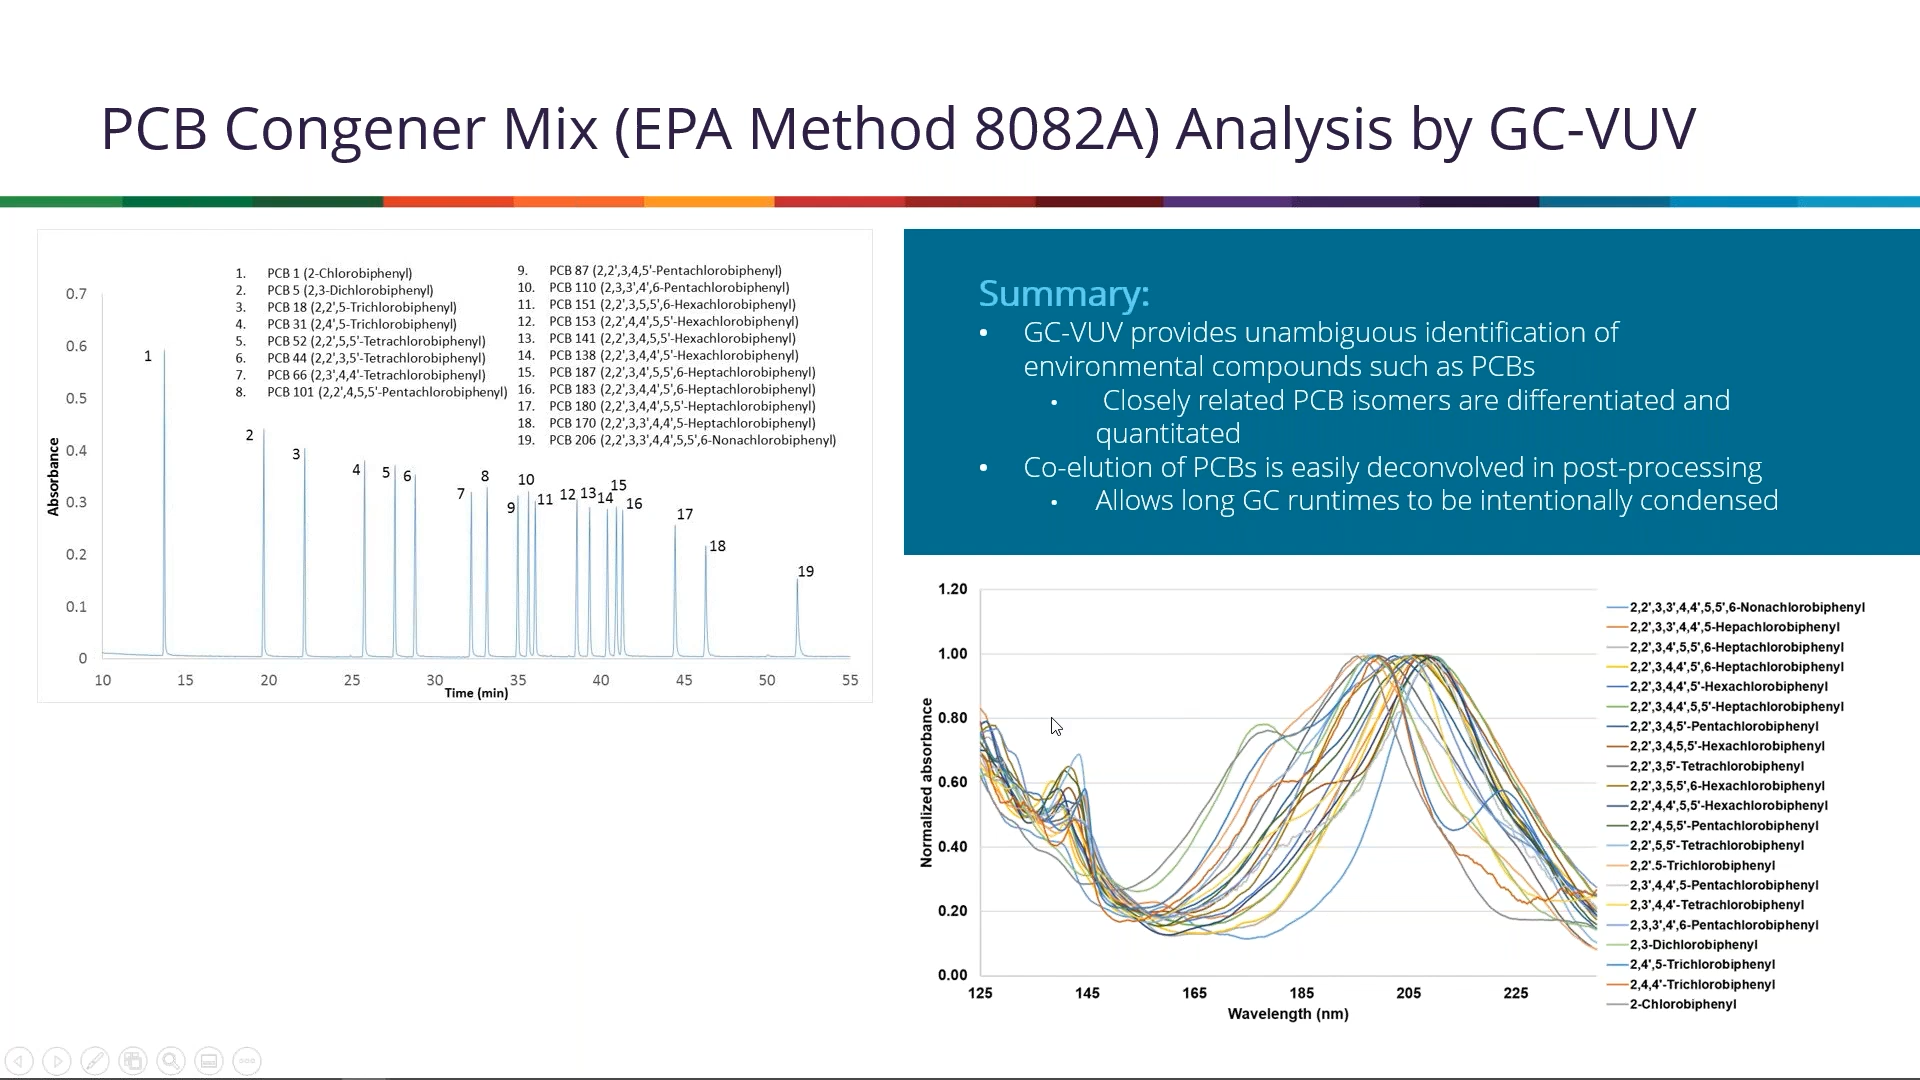 PCB Congener Mix (EPA Method 8082A) Analysis by GC-VUV
1. PCB 1 (2-Chlorobiphenyl)
2. PCB 5 (2,3-Dichlorobiphenyl)
3. PCB 18 (2,2',5-Trichlorobiphenyl)
4. PCB 31 (2,4',5-Trichlorobiphenyl)
5. PCB 52 (2,2',5,5'-Tetrachlorobiphenyl)
6. PCB 44 (2,2',3,5'-Tetrachlorobiphenyl)
7. PCB 66 (2,3',4,4'-Tetrachlorobiphenyl)
8. PCB 101 (2,2',4,5,5'-Pentachlorobiphenyl)
9. PCB 87 (2,2',3,4,5'-Pentachlorobiphenyl)
10. PCB 110 (2,3,3',4',6-Pentachlorobiphenyl)
11. PCB 151 (2,2',3,5,5',6-Hexachlorobiphenyl)
12. PCB 153 (2,2',4,4',5,5'-Hexachlorobiphenyl)
13. PCB 141 (2,2',3,4,5,5'-Hexachlorobiphenyl)
14. PCB 138 (2,2',3,4,4',5'-Hexachlorobiphenyl)
15. PCB 187 (2,2',3,4',5,5',6-Heptachlorobiphenyl)
16. PCB 183 (2,2',3,4,4',5',6-Heptachlorobiphenyl)
17. PCB 180 (2,2',3,4,4',5,5'-Heptachlorobiphenyl)
18. PCB 170 (2,2',3,3',4,4',5-Heptachlorobiphenyl)
19. PCB 206 (2,2',3,3',4,4',5,5',6-Nonachlorobiphenyl)
0.7
0.6
0.5
0.4
0.3
0.2
0.1
0
Absorbance
1
2
3
4
5
6
7
8
9
10
11
12
13
14
15
16
17
18
19
10 15 20 25 30 35 40 45 50 55
Time (min)
Summary:
• GC-VUV provides unambiguous identification of
environmental compounds such as PCBs
• Closely related PCB isomers are differentiated and
quantitated
• Co-elution of PCBs is easily deconvolved in post-processing
• Allows long GC runtimes to be intentionally condensed
1.20
1.00
0.80
0.60
0.40
0.20
0.00
Normalized absorbance
125 145 165 185 205 225
Wavelength (nm)
2,2',3,3',4,4',5,5',6-Nonachlorobiphenyl
2,2',3,3',4,4',5-Hepachlorobiphenyl
2,2',3,4',5,5',6-Heptachlorobiphenyl
2,2',3,4,4',5',6-Heptachlorobiphenyl
2,2',3,4,4',5'-Hexachlorobiphenyl
2,2',3,4,4',5,5'-Heptachlorobiphenyl
2,2',3,4,5'-Pentachlorobiphenyl
2,2',3,4,5,5'-Hexachlorobiphenyl
2,2',3,5'-Tetrachlorobiphenyl
2,2',3,5,5',6-Hexachlorobiphenyl
2,2',4,4',5,5'-Hexachlorobiphenyl
2,2',4,5,5'-Pentachlorobiphenyl
2,2',5,5'-Tetrachlorobiphenyl
2,2'.5-Trichlorobiphenyl
2,3',4,4',5-Pentachlorobiphenyl
2,3',4,4'-Tetrachlorobiphenyl
2,3,3',4',6-Pentachlorobiphenyl
2,3-Dichlorobiphenyl
2,4',5-Trichlorobiphenyl
2,4,4'-Trichlorobiphenyl
2-Chlorobiphenyl